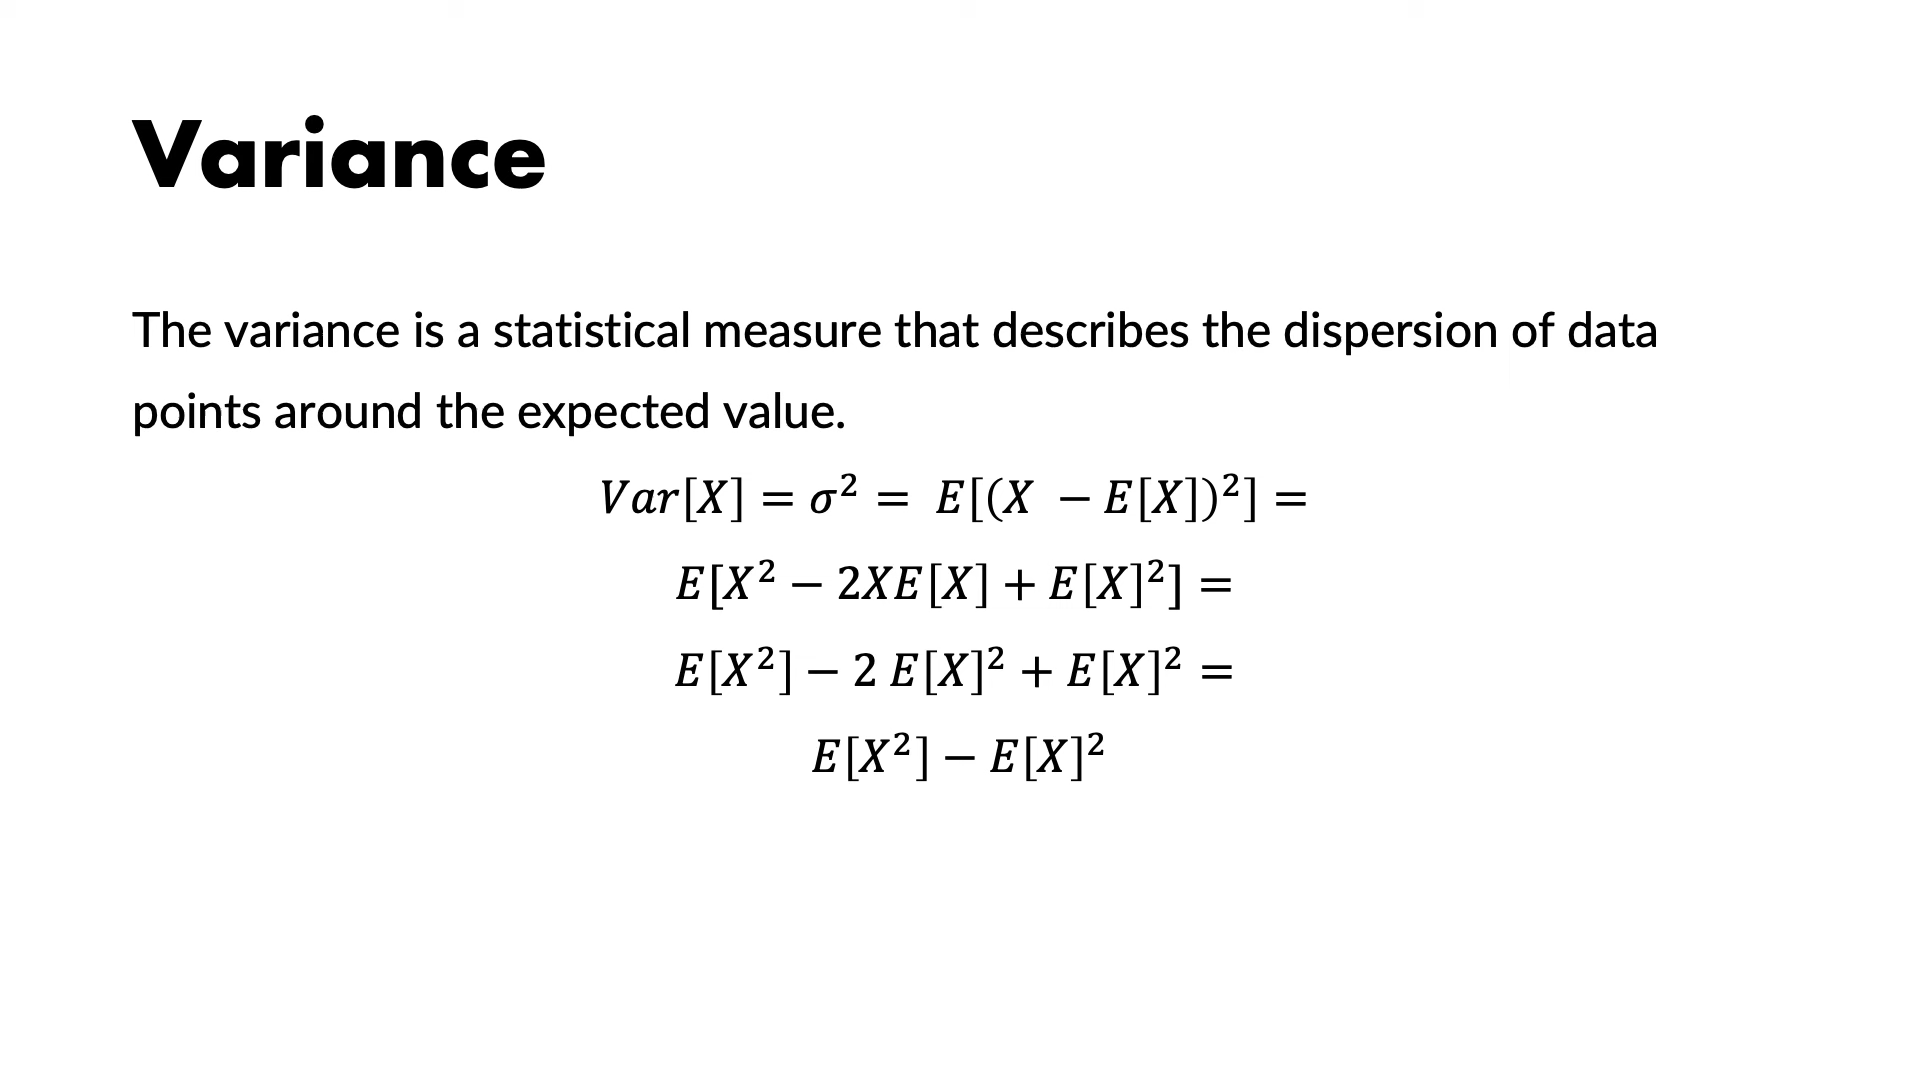 Variance
The variance is a statistical measure that describes the dispersion of data
points around the expected value.
Var[X] = σ² = E[(X − E[X])²] =
E[X² − 2XE[X] + E[X]²] =
E[X²] − 2 E[X]² + E[X]² =
E[X²] − E[X]²